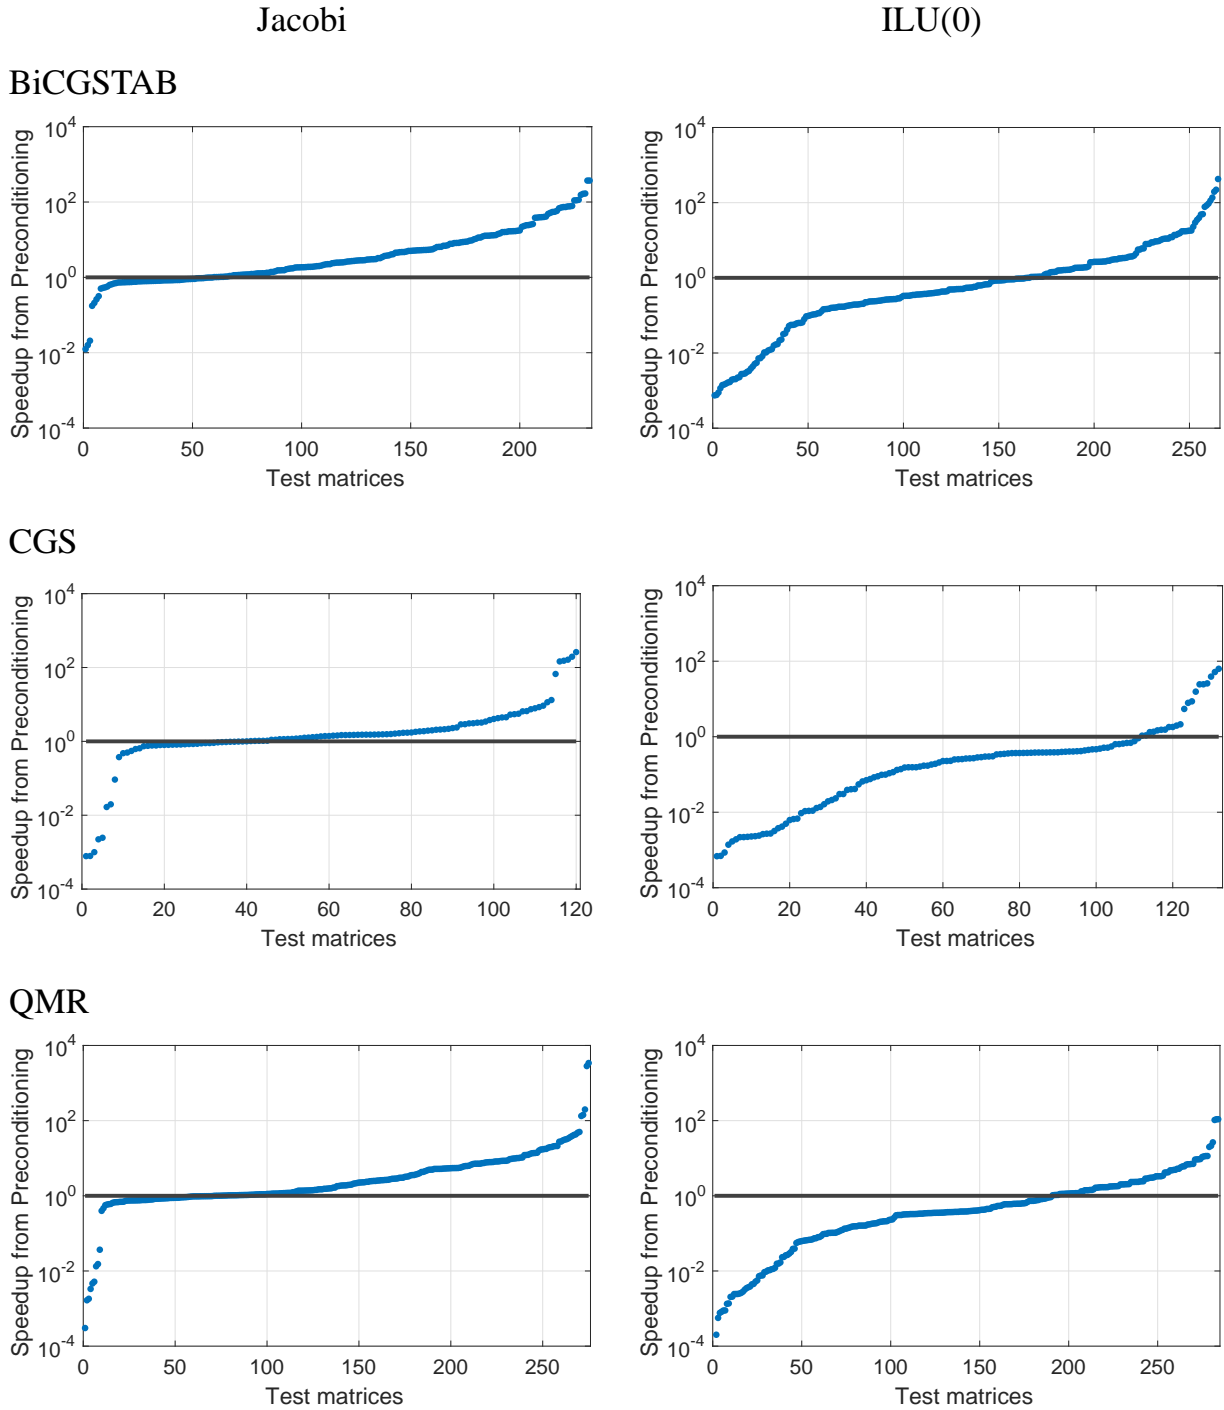 Jacobi ILU(0)
BiCGSTAB
Speedup from Preconditioning
10^4
10^2
10^0
10^-2
10^-4
0 50 100 150 200
Test matrices
Speedup from Preconditioning
10^4
10^2
10^0
10^-2
10^-4
0 50 100 150 200 250
Test matrices
CGS
Speedup from Preconditioning
10^4
10^2
10^0
10^-2
10^-4
0 20 40 60 80 100 120
Test matrices
Speedup from Preconditioning
10^4
10^2
10^0
10^-2
10^-4
0 20 40 60 80 100 120
Test matrices
QMR
Speedup from Preconditioning
10^4
10^2
10^0
10^-2
10^-4
0 50 100 150 200 250
Test matrices
Speedup from Preconditioning
10^4
10^2
10^0
10^-2
10^-4
0 50 100 150 200 250
Test matrices